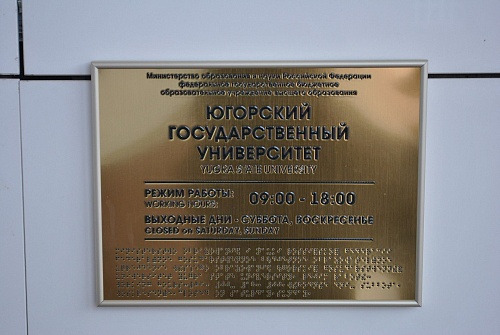 Министерство образования и науки Российской Федерации
федеральное государственное бюджетное
образовательное учреждение высшего образования
ЮГОРСКИЙ
ГОСУДАРСТВЕННЫЙ
УНИВЕРСИТЕТ
YUGRA STATE UNIVERSITY
РЕЖИМ РАБОТЫ: 09:00 - 18:00
WORKING HOURS:
ВЫХОДНЫЕ ДНИ - СУББОТА, ВОСКРЕСЕНЬЕ
CLOSED on SATURDAY, SUNDAY